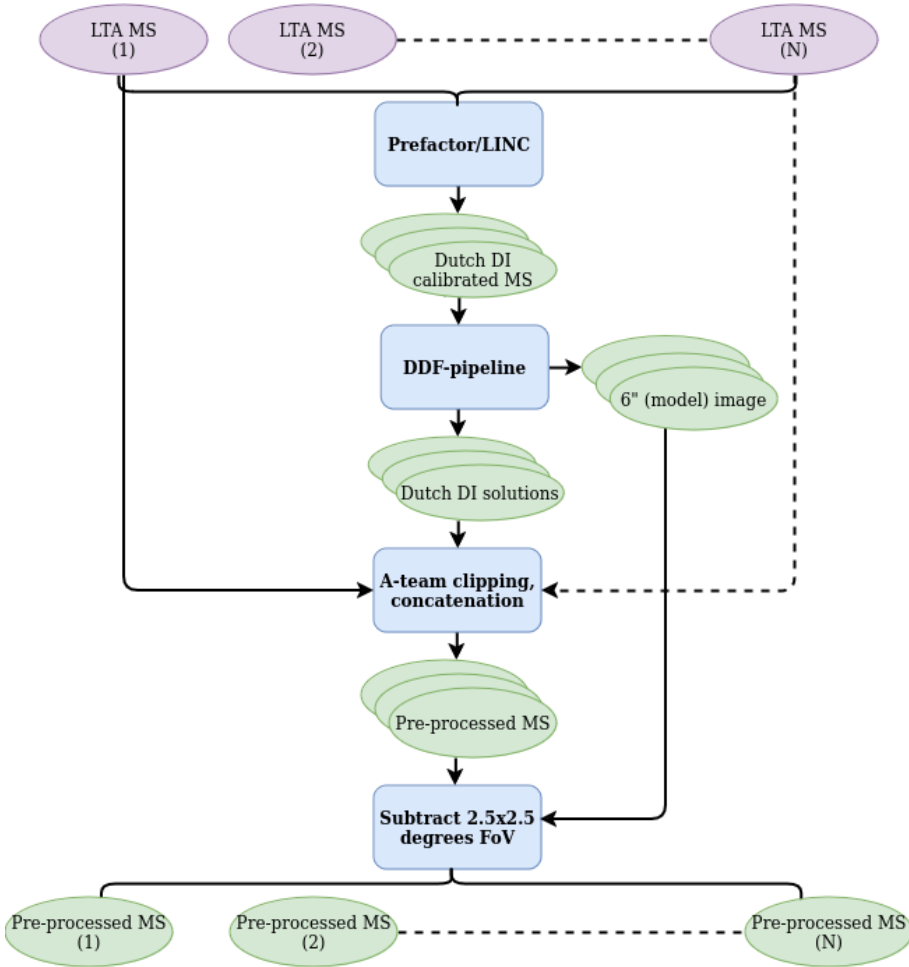 LTA MS
(1)
LTA MS
(2)
LTA MS
(N)
Prefactor/LINC
Dutch DI
calibrated MS
DDF-pipeline
6" (model) image
Dutch DI solutions
A-team clipping,
concatenation
Pre-processed MS
Subtract 2.5x2.5
degrees FoV
Pre-processed MS
(1)
Pre-processed MS
(2)
Pre-processed MS
(N)